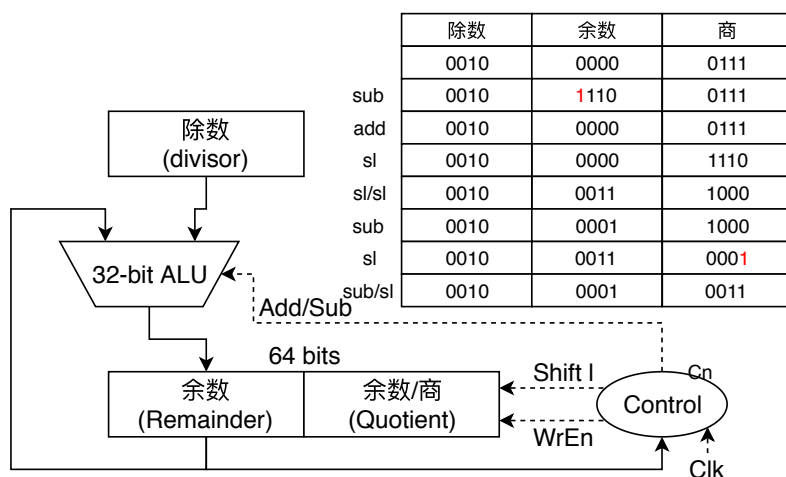 除数 余数 商
0010 0000 0111
sub 0010 1110 0111
add 0010 0000 0111
sl 0010 0000 1110
sl/sl 0010 0011 1000
sub 0010 0001 1000
sl 0010 0011 0001
sub/sl 0010 0001 0011
除数
(divisor)
32-bit ALU
Add/Sub
64 bits
余数
(Remainder)
余数/商
(Quotient)
Shift l
WrEn
Cn
Control
Clk